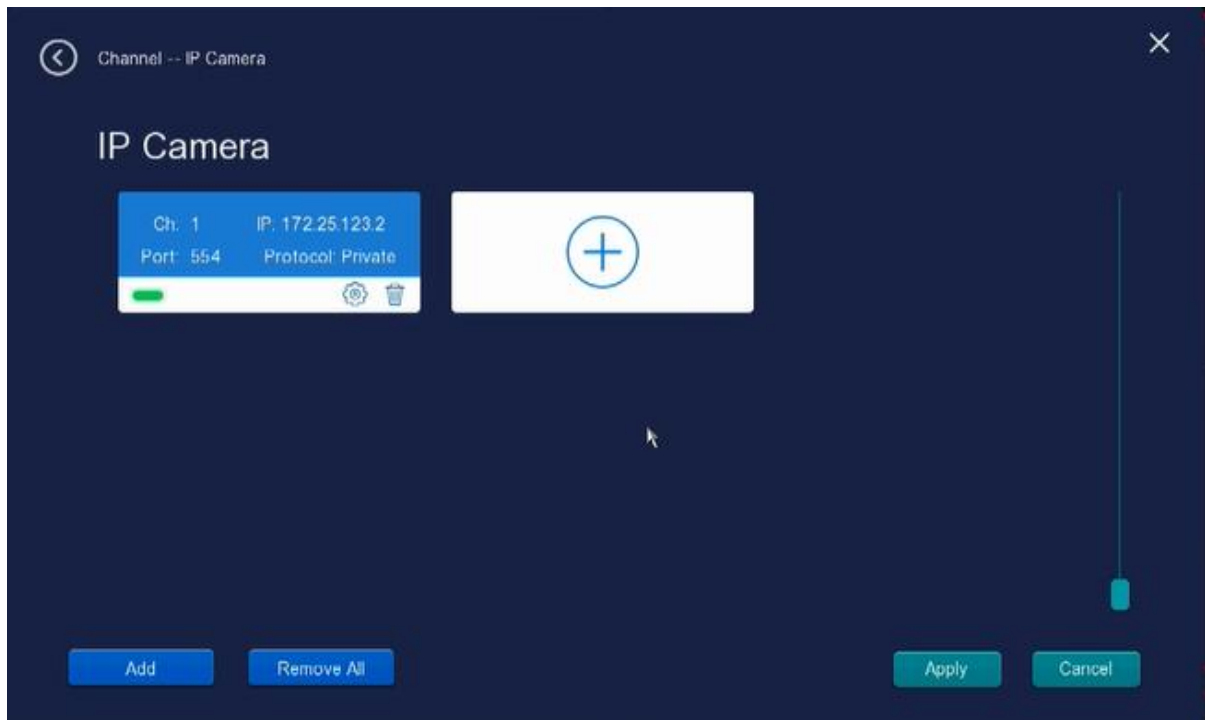 Channel -- IP Camera
IP Camera
Ch: 1 IP: 172.25.123.2
Port: 554 Protocol: Private
Add Remove All Apply Cancel